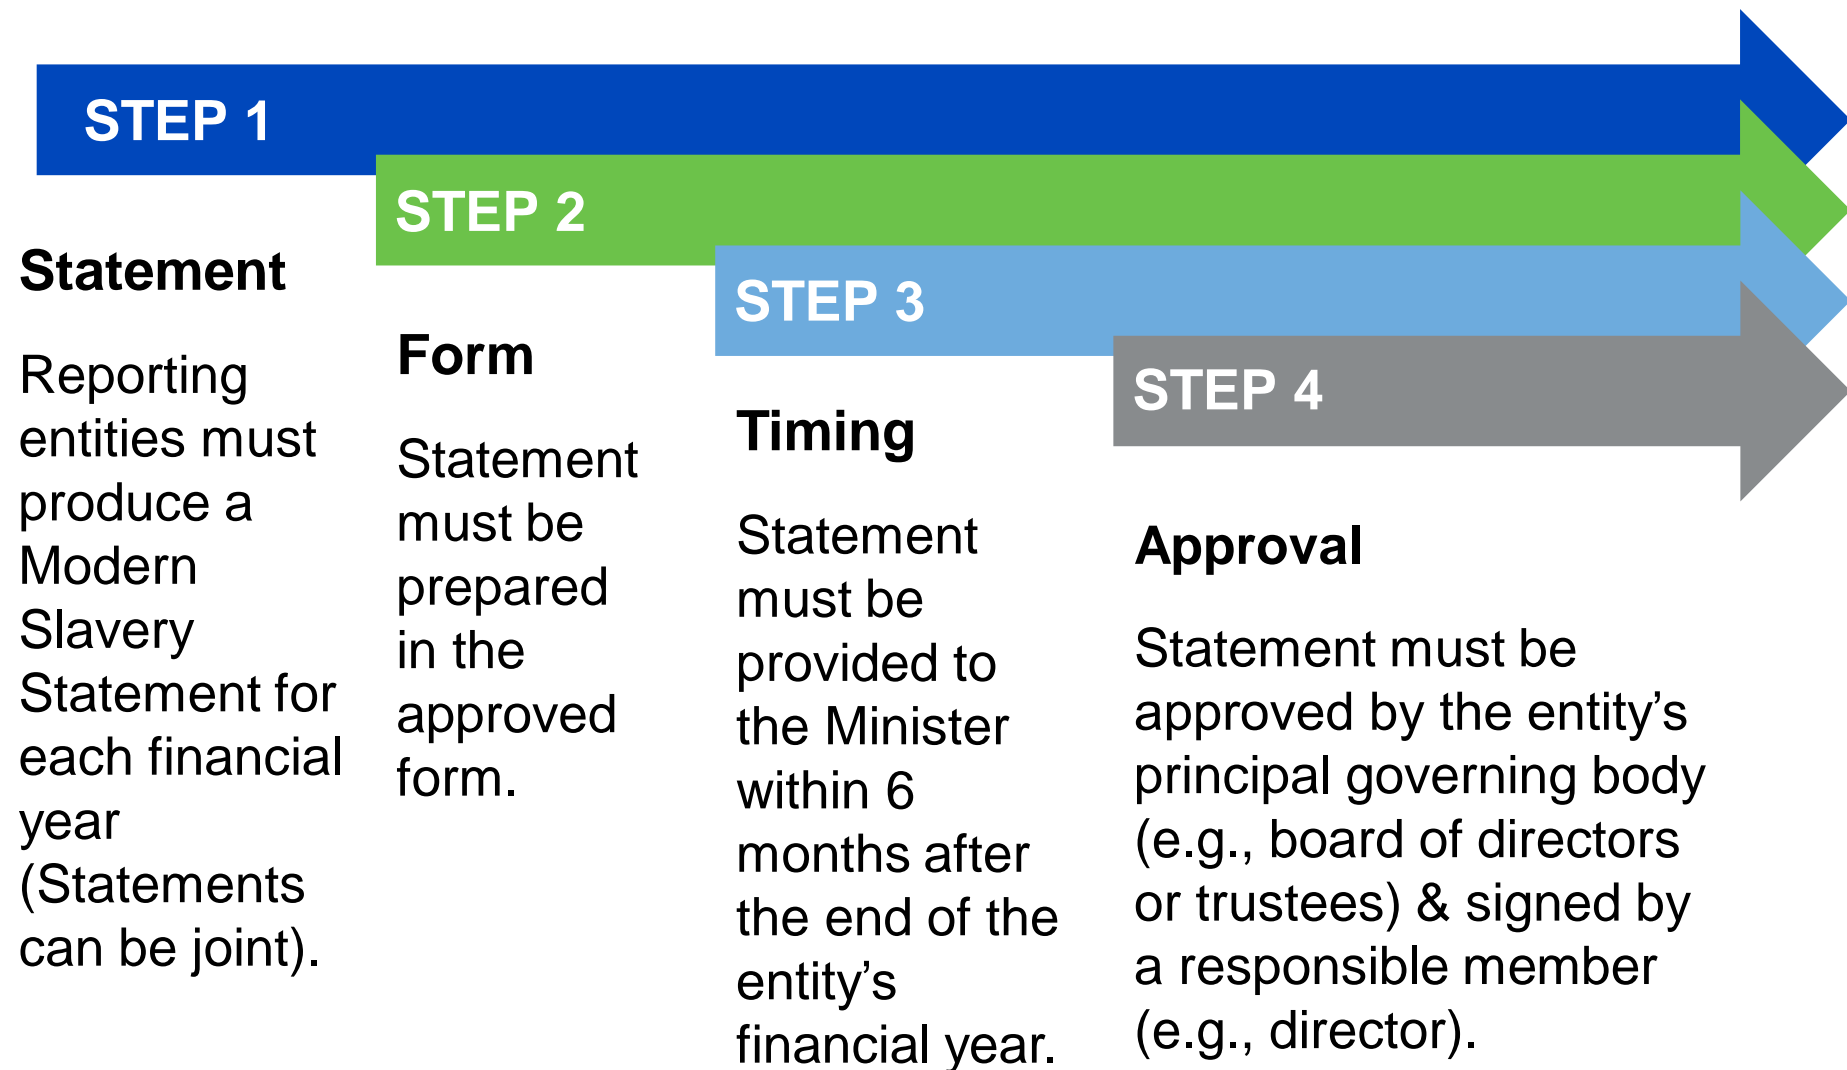 STEP 1
Statement
Reporting
entities must
produce a
Modern
Slavery
Statement for
each financial
year
(Statements
can be joint).
STEP 2
Form
Statement
must be
prepared
in the
approved
form.
STEP 3
Timing
Statement
must be
provided to
the Minister
within 6
months after
the end of the
entity’s
financial year.
STEP 4
Approval
Statement must be
approved by the entity’s
principal governing body
(e.g., board of directors
or trustees) & signed by
a responsible member
(e.g., director).